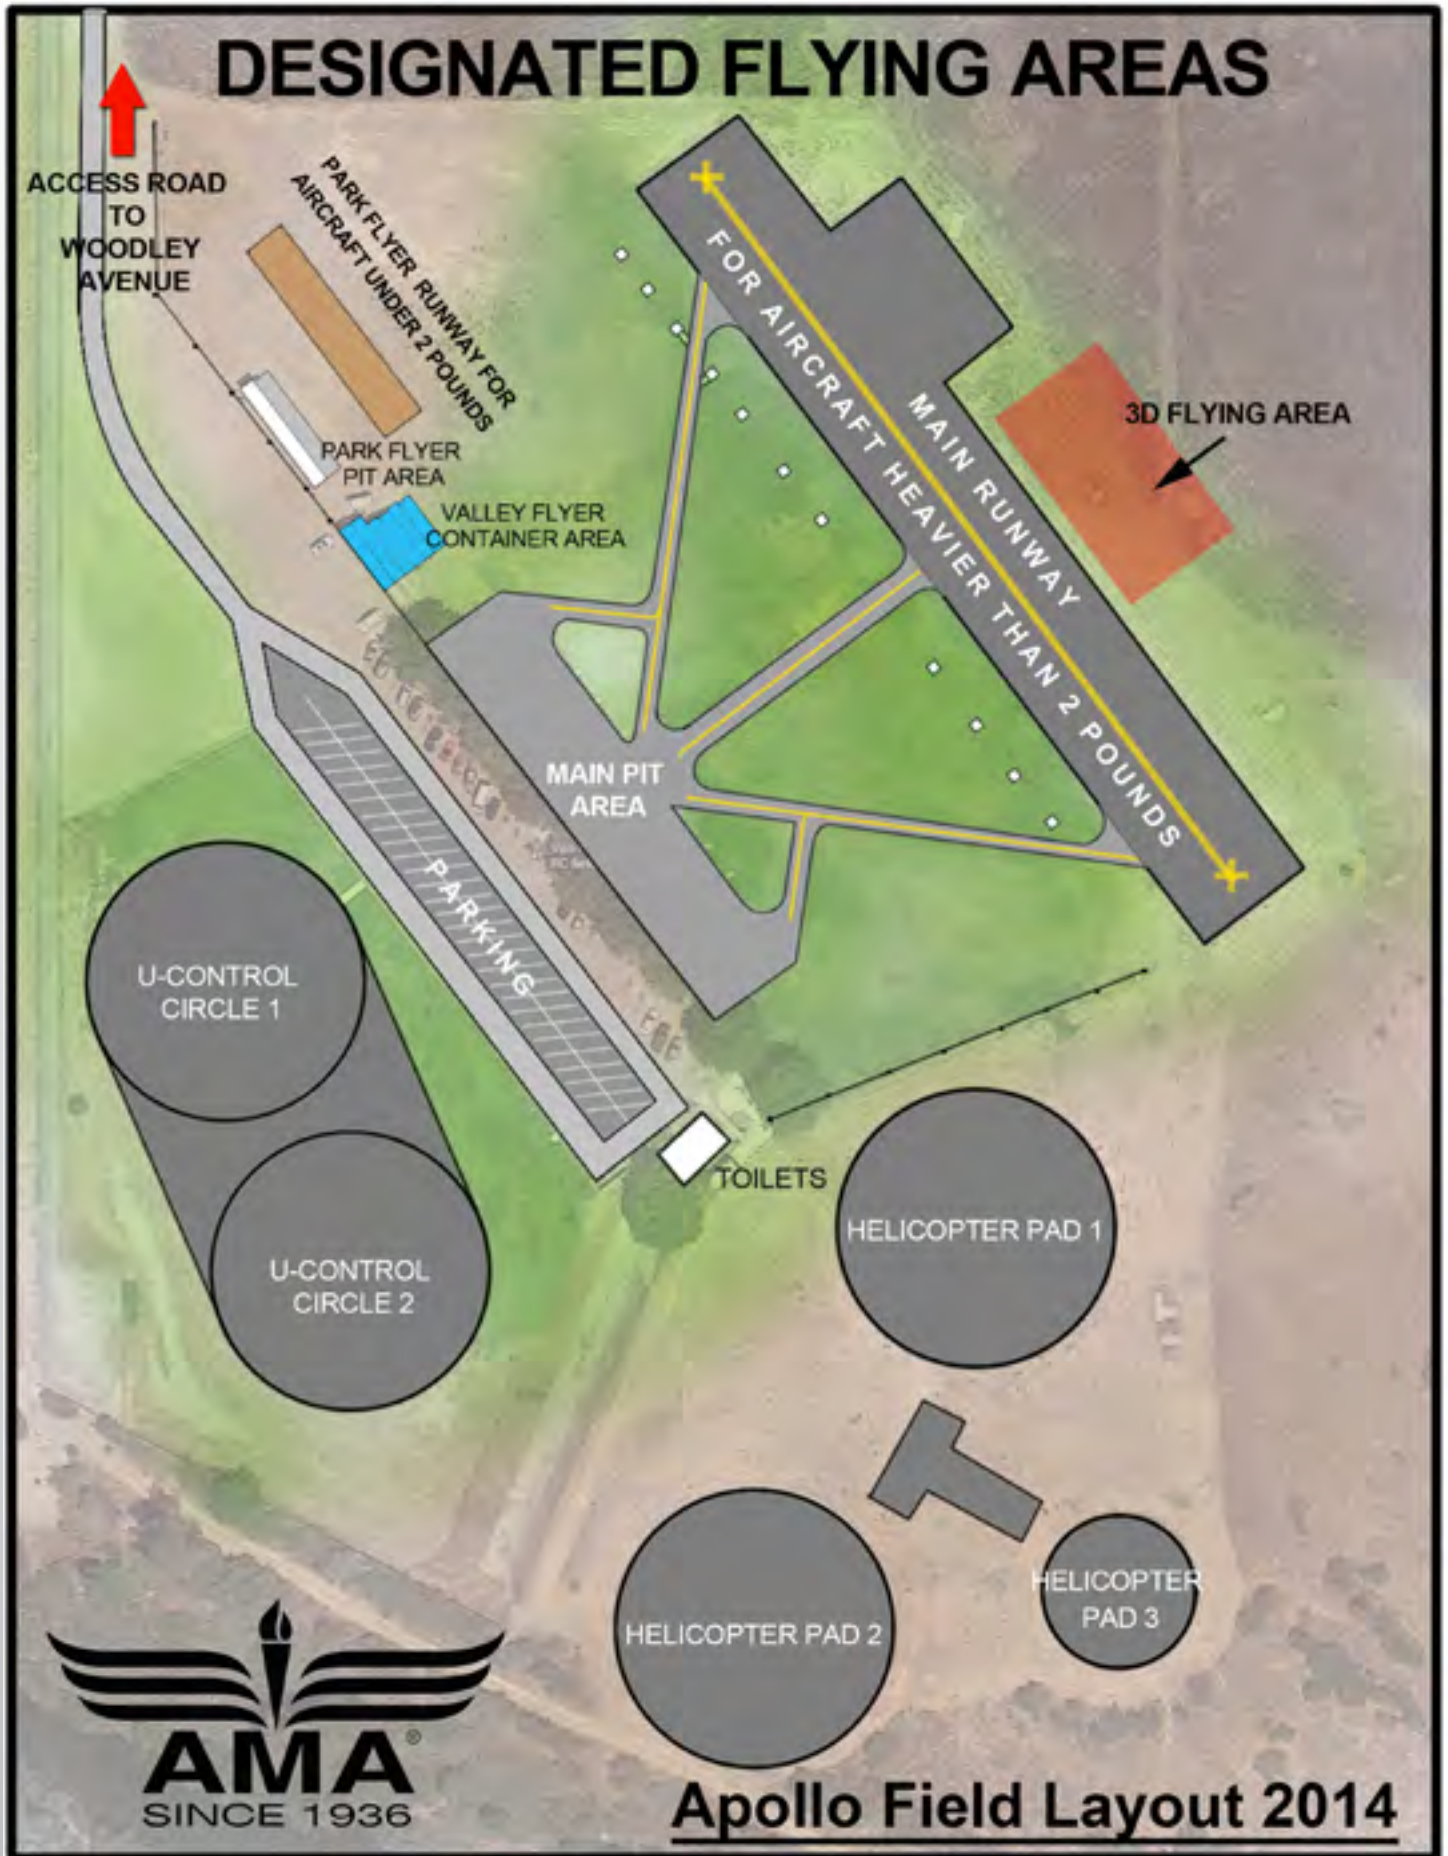 DESIGNATED FLYING AREAS
ACCESS ROAD
TO
WOODLEY
AVENUE
PARK FLYER RUNWAY FOR
AIRCRAFT UNDER 2 POUNDS
PARK FLYER
PIT AREA
VALLEY FLYER
CONTAINER AREA
MAIN RUNWAY
FOR AIRCRAFT HEAVIER THAN 2 POUNDS
3D FLYING AREA
MAIN PIT
AREA
PARKING
U-CONTROL
CIRCLE 1
U-CONTROL
CIRCLE 2
TOILETS
HELICOPTER PAD 1
HELICOPTER PAD 2
HELICOPTER
PAD 3
AMA®
SINCE 1936
Apollo Field Layout 2014